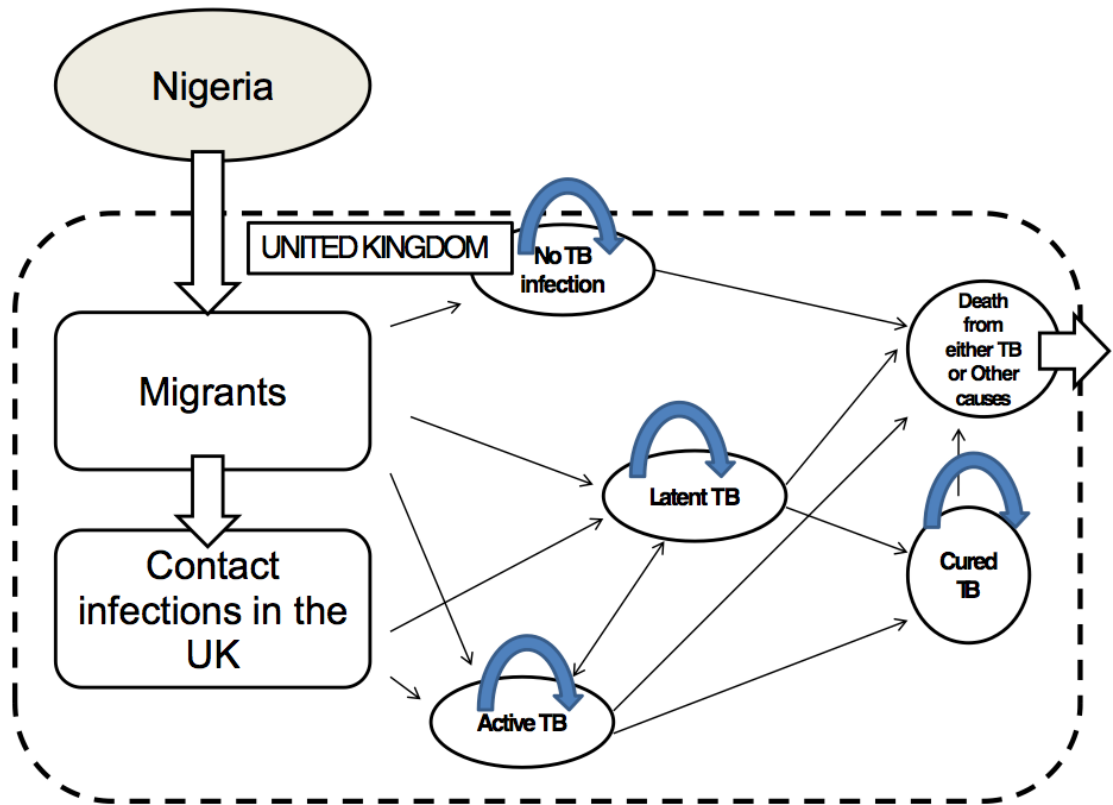 Nigeria
UNITED KINGDOM
No TB
infection
Death
from
either TB
or Other
causes
Migrants
Latent TB
Contact
infections in the
UK
Cured
TB
Active TB